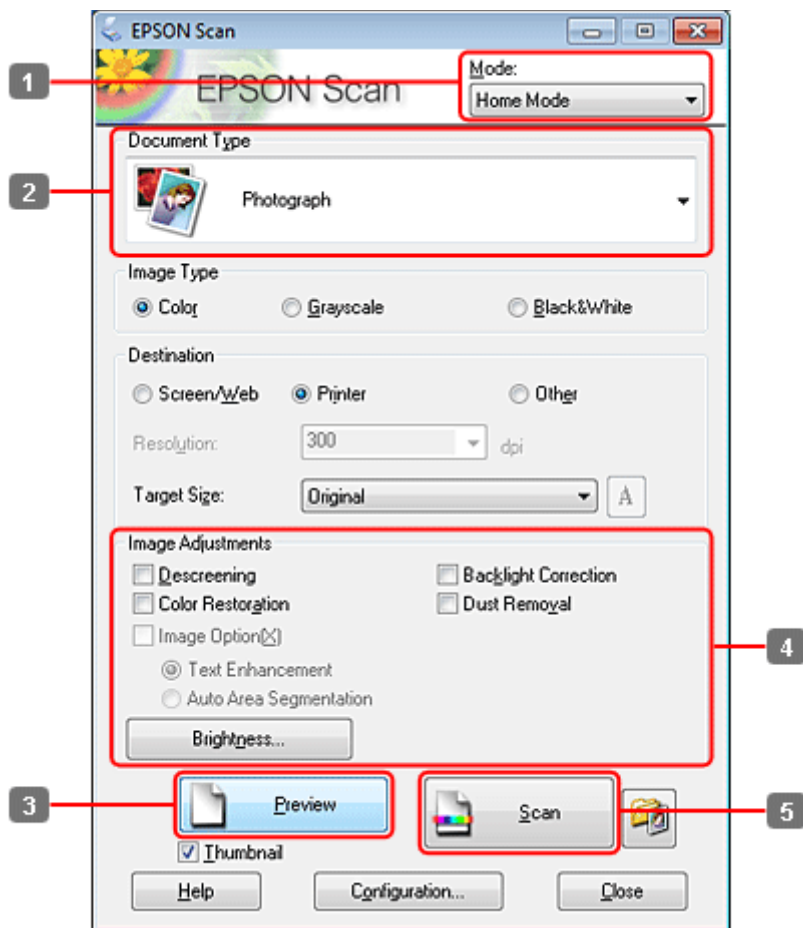 EPSON Scan
EPSON Scan
Mode:
Home Mode
1
Document Type
2
Photograph
Image Type
Color Grayscale Black&White
Destination
Screen/Web Printer Other
Resolution: 300 dpi
Target Size: Original A
Image Adjustments
Descreening Backlight Correction
Color Restoration Dust Removal
Image Option(X)
4
Text Enhancement
Auto Area Segmentation
Brightness...
3
Preview Scan
5
Thumbnail
Help Configuration... Close